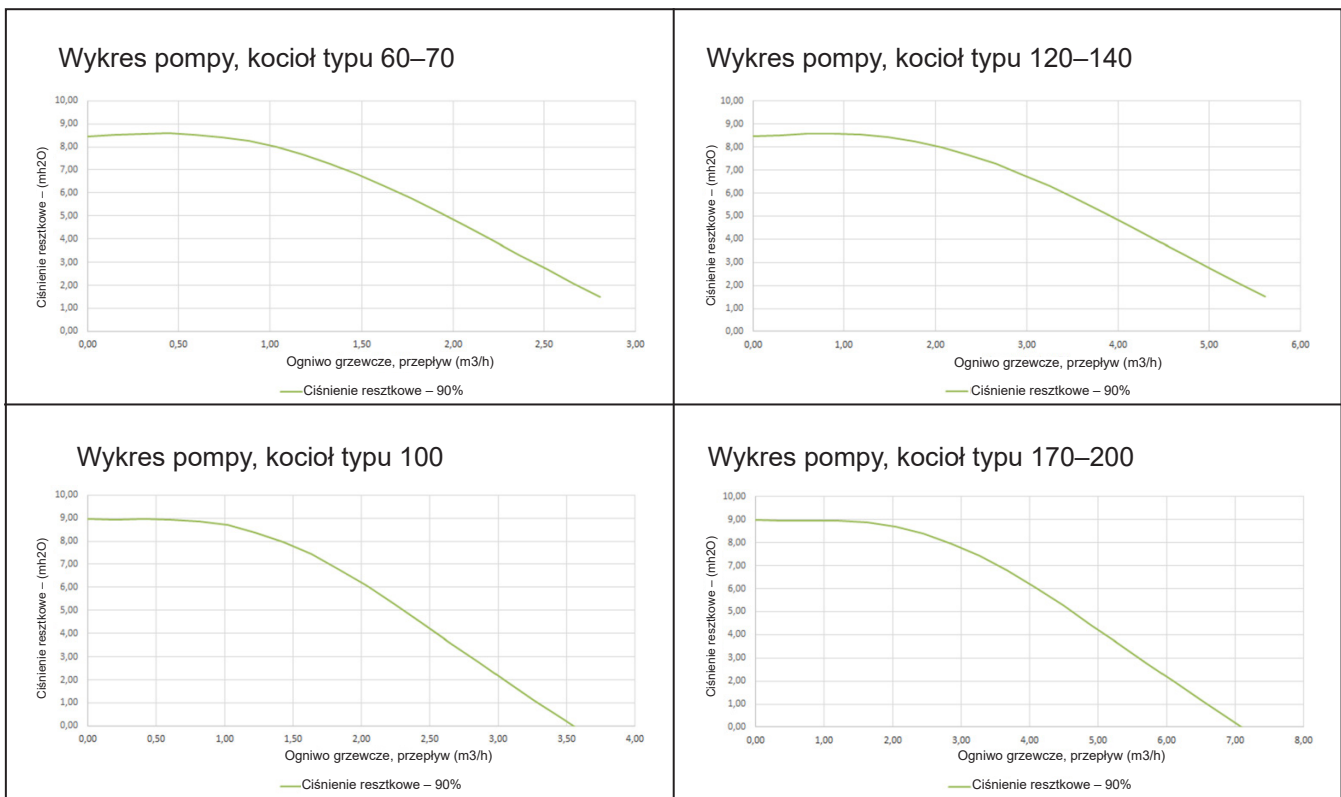 Wykres pompy, kocioł typu 60–70
Ciśnienie resztkowe – (mh2O)
10,00
9,00
8,00
7,00
6,00
5,00
4,00
3,00
2,00
1,00
0,00
0,00 0,50 1,00 1,50 2,00 2,50 3,00
Ogniwo grzewcze, przepływ (m3/h)
Ciśnienie resztkowe – 90%
Wykres pompy, kocioł typu 120–140
Ciśnienie resztkowe – (mh2O)
10,00
9,00
8,00
7,00
6,00
5,00
4,00
3,00
2,00
1,00
0,00
0,00 1,00 2,00 3,00 4,00 5,00 6,00
Ogniwo grzewcze, przepływ (m3/h)
Ciśnienie resztkowe – 90%
Wykres pompy, kocioł typu 100
Ciśnienie resztkowe – (mh2O)
10,00
9,00
8,00
7,00
6,00
5,00
4,00
3,00
2,00
1,00
0,00
0,00 0,50 1,00 1,50 2,00 2,50 3,00 3,50 4,00
Ogniwo grzewcze, przepływ (m3/h)
Ciśnienie resztkowe – 90%
Wykres pompy, kocioł typu 170–200
Ciśnienie resztkowe – (mh2O)
10,00
9,00
8,00
7,00
6,00
5,00
4,00
3,00
2,00
1,00
0,00
0,00 1,00 2,00 3,00 4,00 5,00 6,00 7,00 8,00
Ogniwo grzewcze, przepływ (m3/h)
Ciśnienie resztkowe – 90%